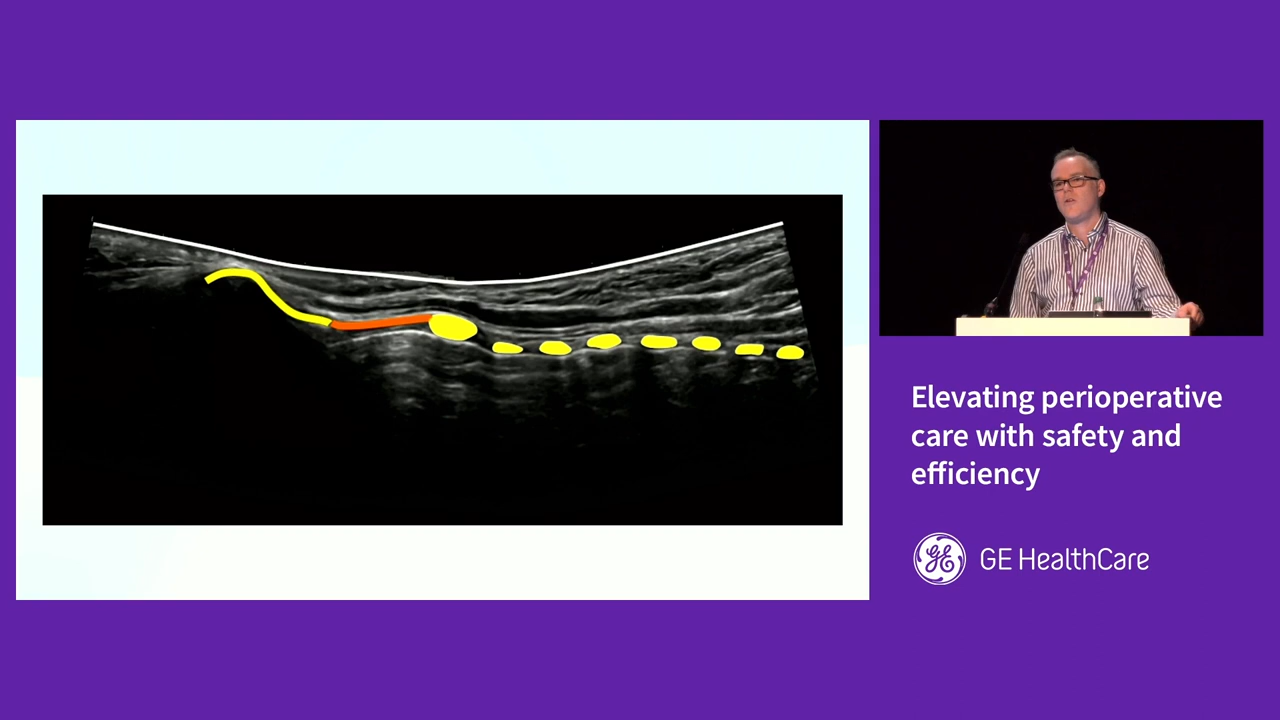 Elevating perioperative
care with safety and
efficiency
GE HealthCare